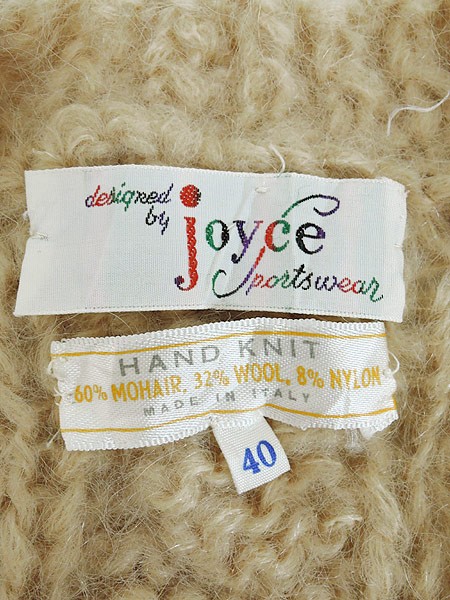 designed
by
joyce
Sportswear
HAND KNIT
60% MOHAIR, 32% WOOL, 8% NYLON
MADE IN ITALY
40